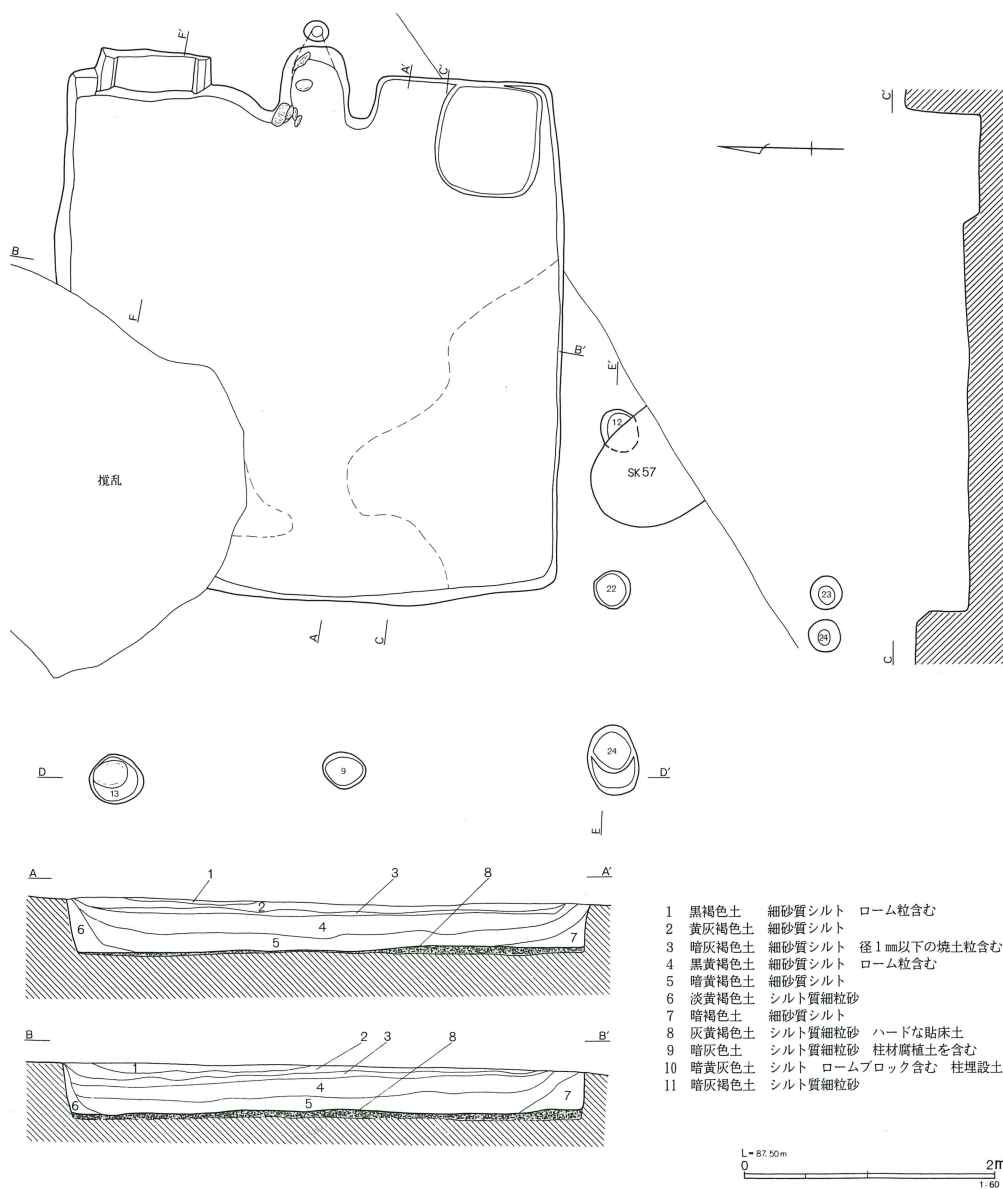 F'
A'
C'
C'
B
F
B'
E'
12
SK57
撹乱
22
23
24
A
C
C
D
13
9
24
D'
E
A
1
3
8
A'
2
6
4
5
7
B
2
3
8
B'
1
4
6
5
7
1 黒褐色土 細砂質シルト ローム粒含む
2 黄灰褐色土 細砂質シルト
3 暗灰褐色土 細砂質シルト 径1㎜以下の焼土粒含む
4 黒黄褐色土 細砂質シルト ローム粒含む
5 暗黄褐色土 細砂質シルト
6 淡黄褐色土 シルト質細粒砂
7 暗褐色土 細砂質シルト
8 灰黄褐色土 シルト質細粒砂 ハードな貼床土
9 暗灰色土 シルト質細粒砂 柱材腐植土を含む
10 暗黄灰色土 シルト ロームブロック含む 柱埋設土
11 暗灰褐色土 シルト質細粒砂
L=87.50m
0 2m
1:60